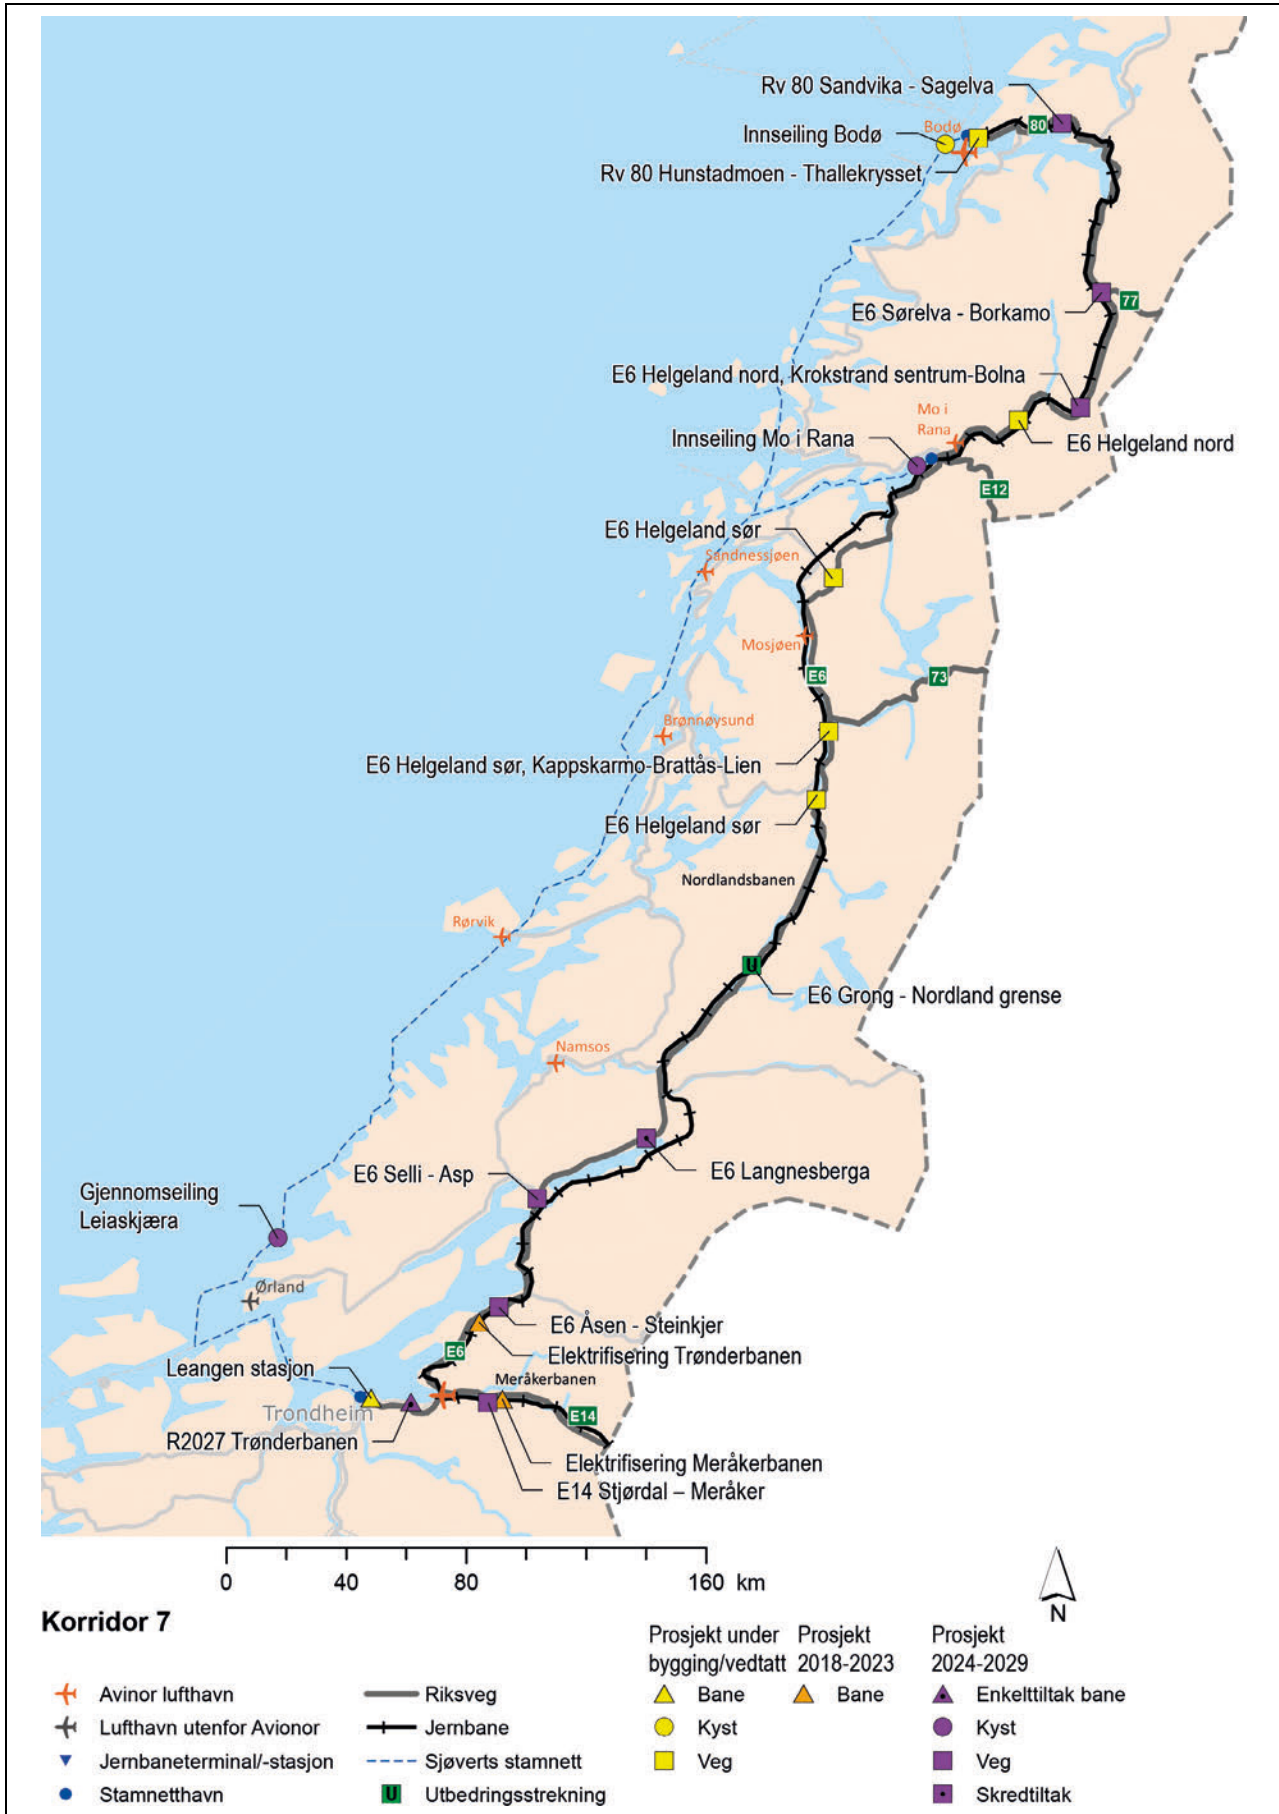 Rv 80 Sandvika - Sagelva
Bodø
80
Innseiling Bodø
Rv 80 Hunstadmoen - Thallekrysset
77
E6 Sørelva - Borkamo
E6 Helgeland nord, Krokstrand sentrum-Bolna
Mo i
Rana
E6 Helgeland nord
Innseiling Mo i Rana
E12
E6 Helgeland sør
Sandnessjøen
Mosjøen
E6
73
Brønnøysund
E6 Helgeland sør, Kappskarmo-Brattås-Lien
E6 Helgeland sør
Nordlandsbanen
Rørvik
U
E6 Grong - Nordland grense
Namsos
E6 Langnesberga
E6 Selli - Asp
Gjennomseiling
Leiaskjæra
Ørland
E6 Åsen - Steinkjer
E6
Elektrifisering Trønderbanen
Leangen stasjon
Meråkerbanen
Trondheim
E14
R2027 Trønderbanen
Elektrifisering Meråkerbanen
E14 Stjørdal – Meråker
0 40 80 160 km
N
Korridor 7
Avinor lufthavn
Lufthavn utenfor Avionor
Jernbaneterminal/-stasjon
Stamnetthavn
Riksveg
Jernbane
Sjøverts stamnett
U Utbedringsstrekning
Prosjekt under
bygging/vedtatt
Bane
Kyst
Veg
Prosjekt
2018-2023
Bane
Prosjekt
2024-2029
Enkelttiltak bane
Kyst
Veg
Skredtiltak